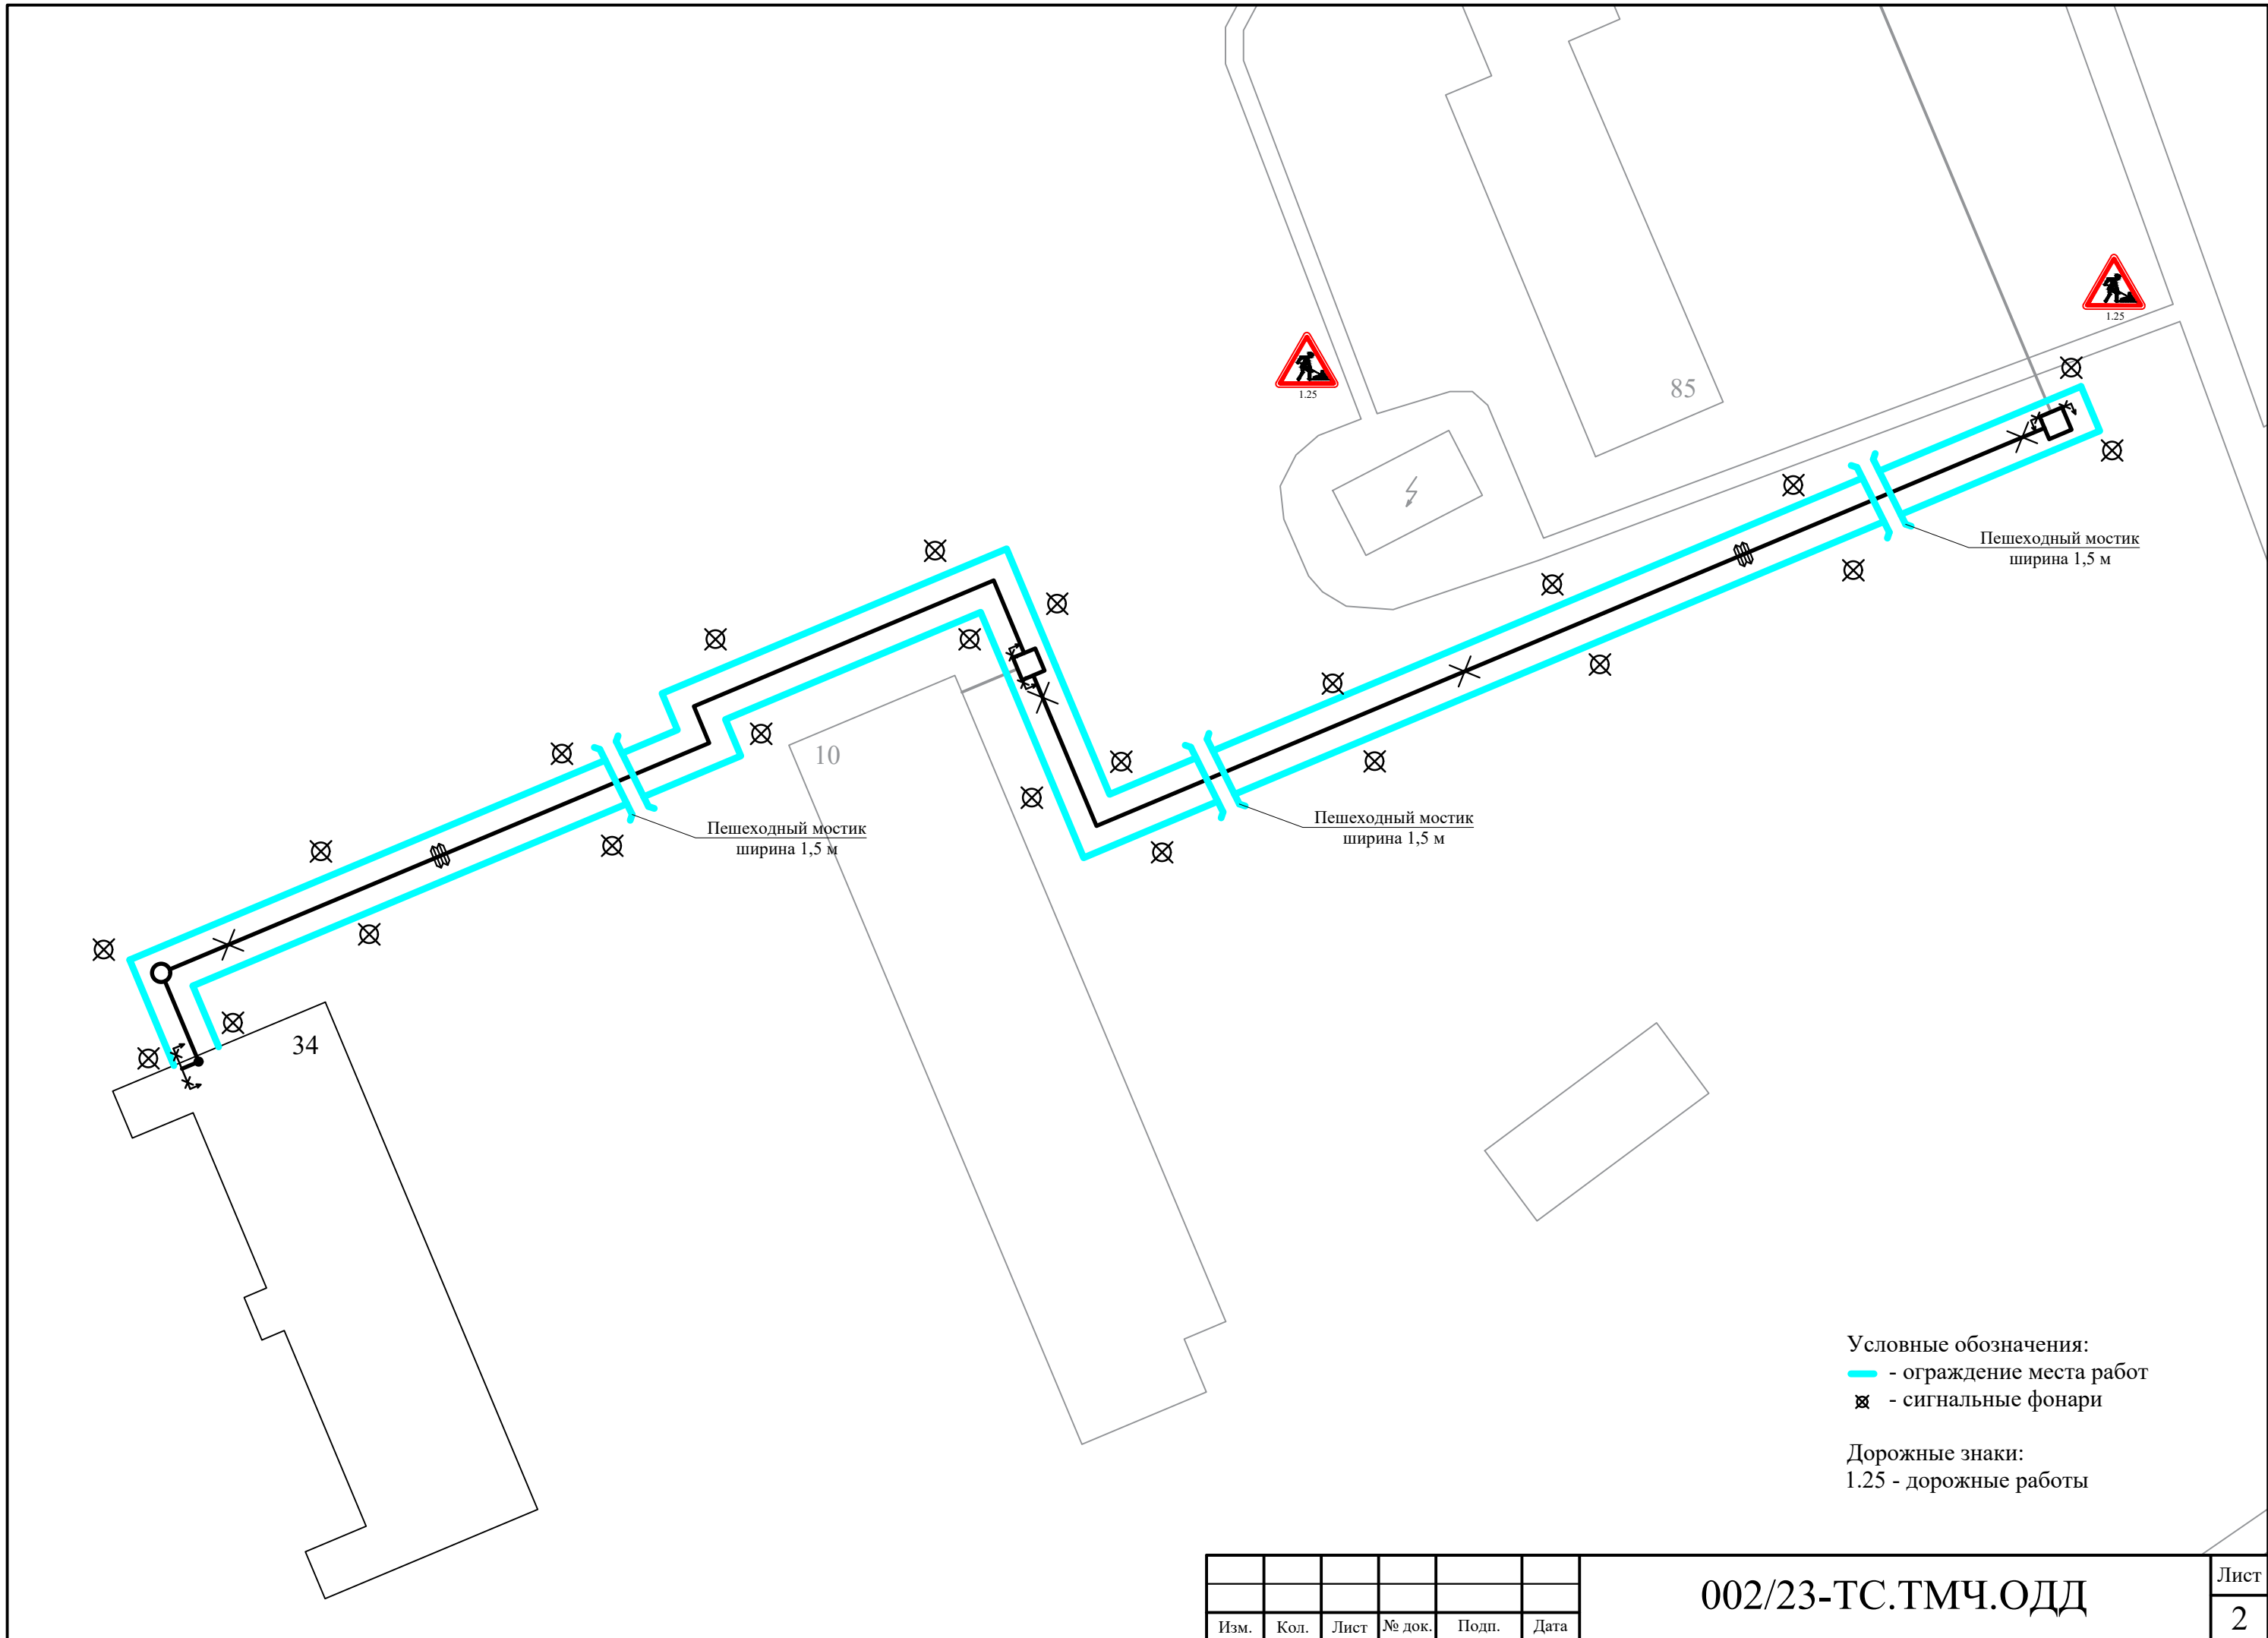 1.25
1.25
85
Пешеходный мостик
ширина 1,5 м
10
Пешеходный мостик
ширина 1,5 м
Пешеходный мостик
ширина 1,5 м
34
Условные обозначения:
- ограждение места работ
- сигнальные фонари
Дорожные знаки:
1.25 - дорожные работы
002/23-ТС.ТМЧ.ОДД
Лист
2
Изм. Кол. Лист № док. Подп. Дата